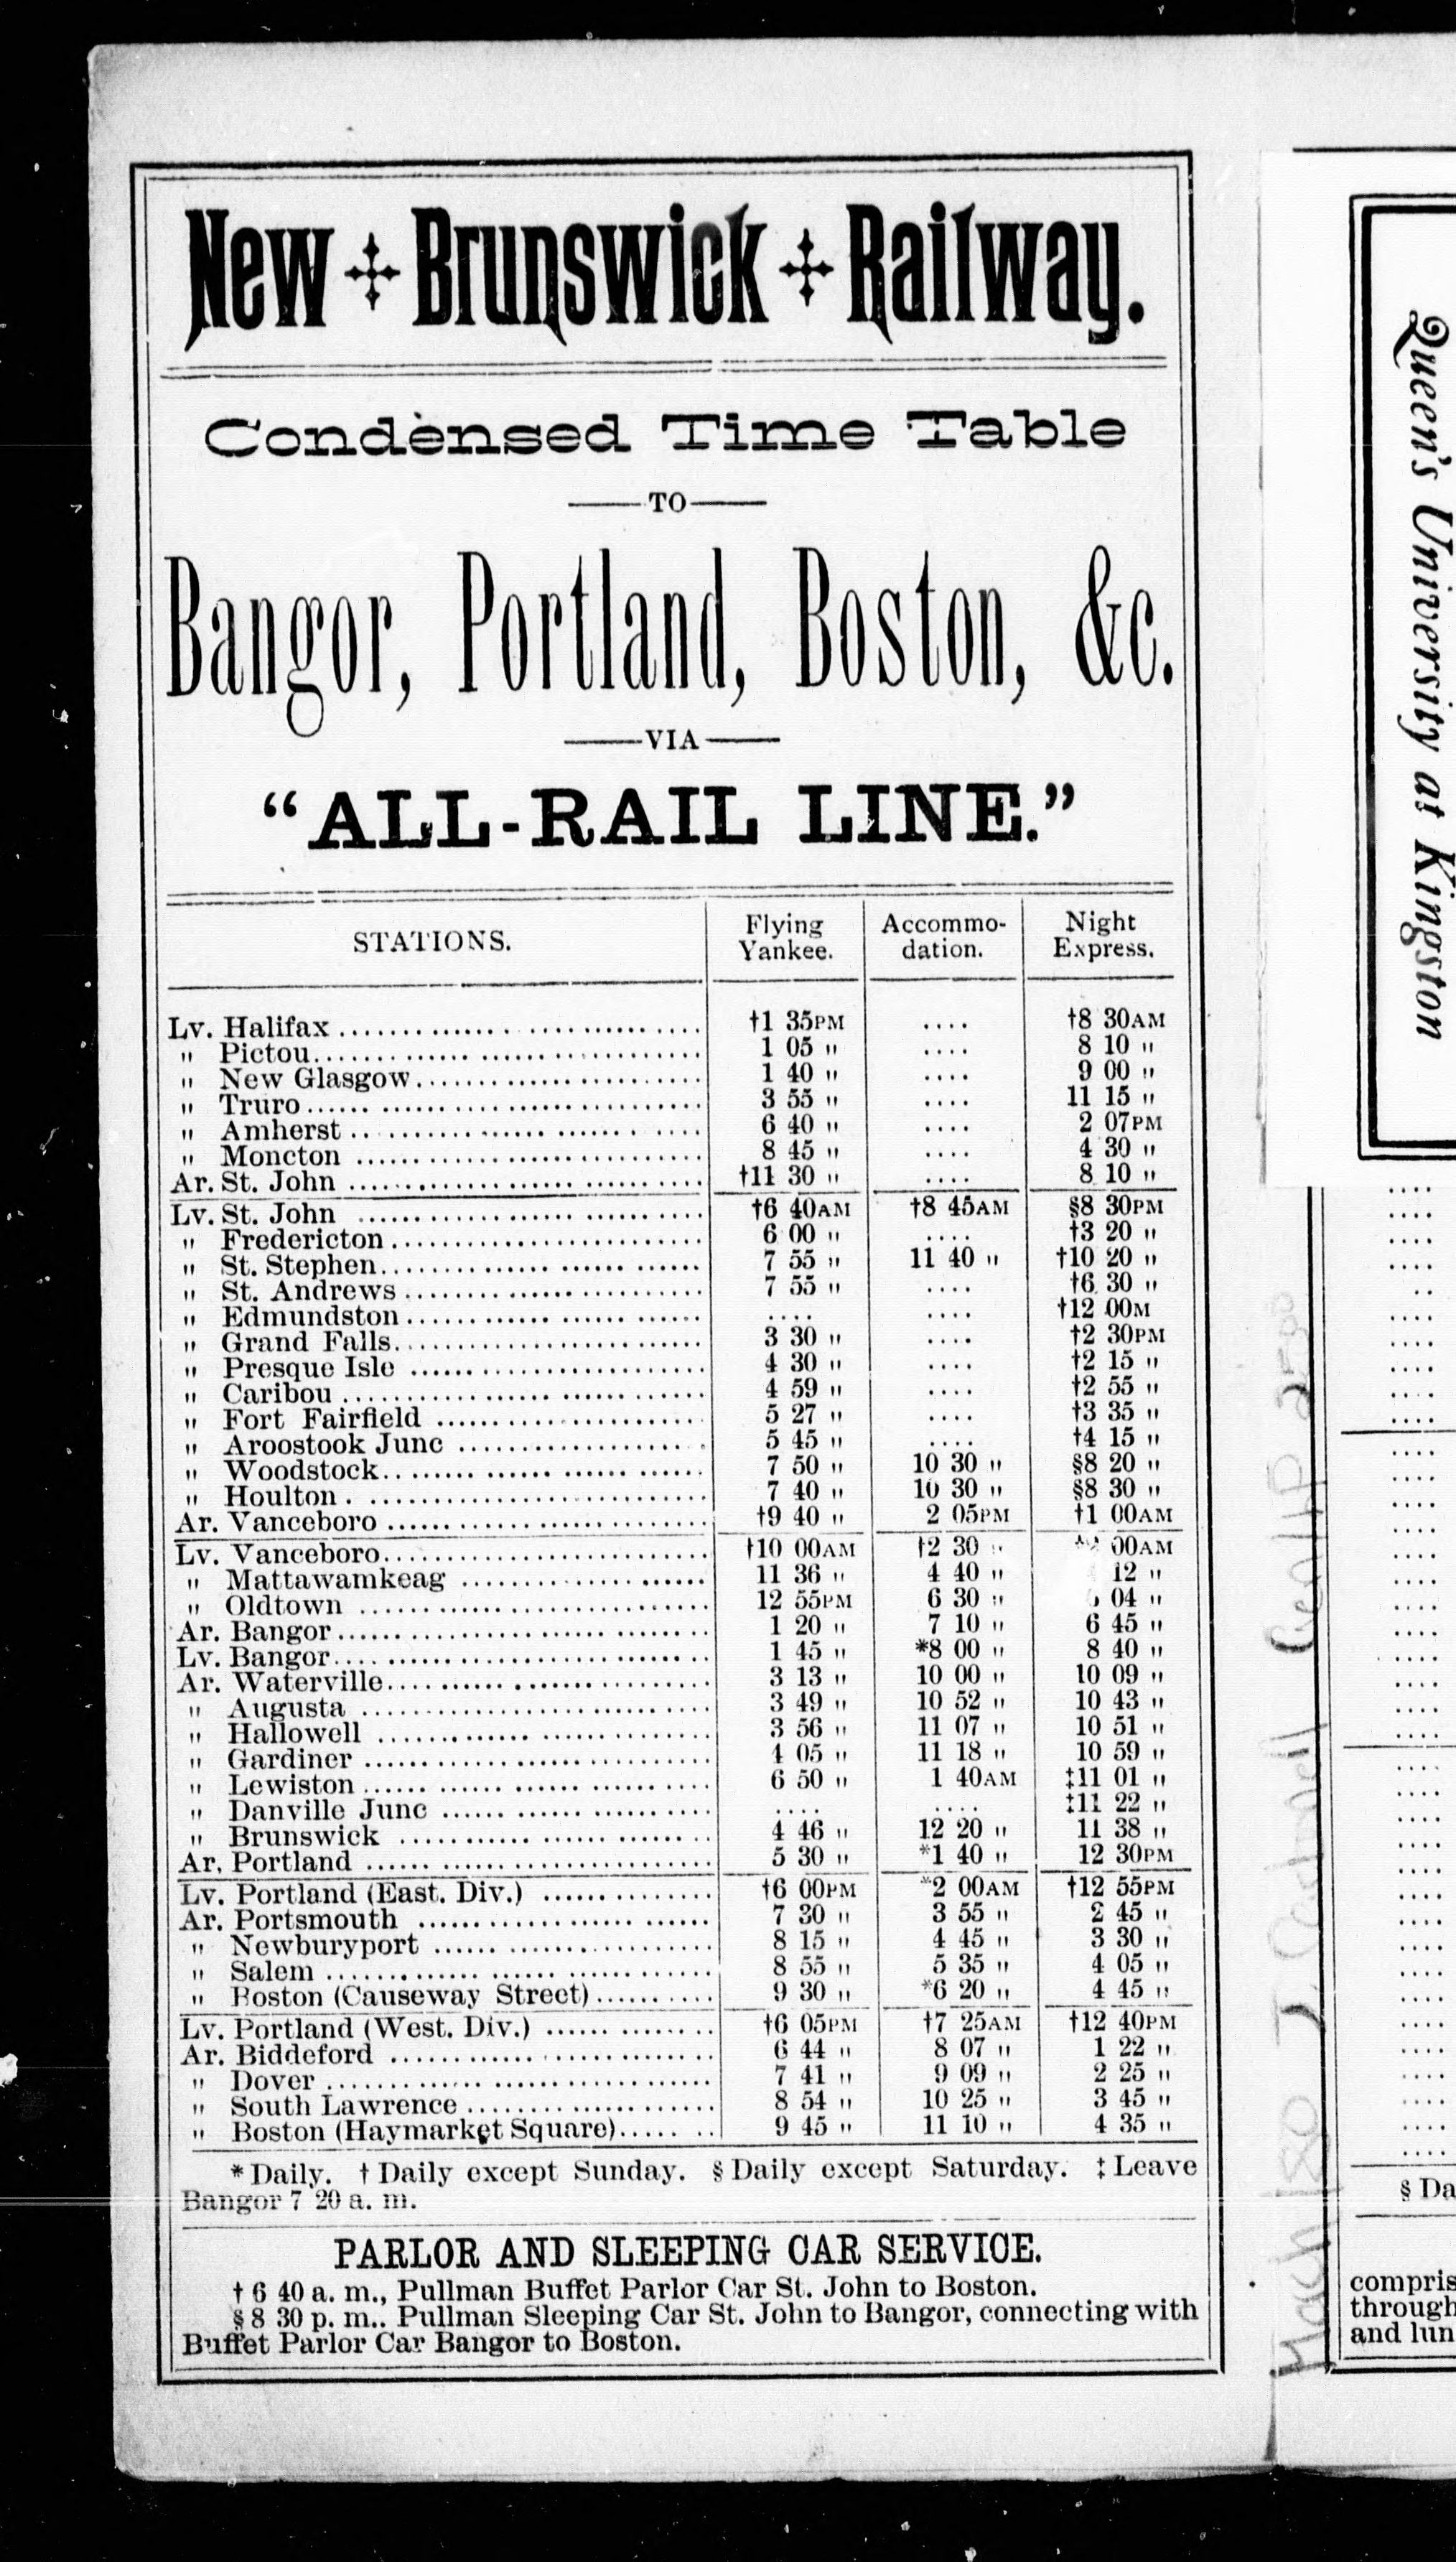 New Brunswick Railway.
Condensed Time Table
TO
Bangor, Portland, Boston, &c.
VIA
"ALL-RAIL LINE."
STATIONS. Flying Yankee. Accommo-dation. Night Express.
Lv. Halifax †1 35PM .... †8 30AM
" Pictou 1 05 " .... 8 10 "
" New Glasgow 1 40 " .... 9 00 "
" Truro 3 55 " .... 11 15 "
" Amherst 6 40 " .... 2 07PM
" Moncton 8 45 " .... 4 30 "
Ar. St. John †11 30 " .... 8 10 "
Lv. St. John †6 40AM †8 45AM §8 30PM
" Fredericton 6 00 " .... †3 20 "
" St. Stephen 7 55 " 11 40 " †10 20 "
" St. Andrews 7 55 " .... †6 30 "
" Edmundston .... .... †12 00M
" Grand Falls 3 30 " .... †2 30PM
" Presque Isle 4 30 " .... †2 15 "
" Caribou 4 59 " .... †2 55 "
" Fort Fairfield 5 27 " .... †3 35 "
" Aroostook Junc 5 45 " .... †4 15 "
" Woodstock 7 50 " 10 30 " §8 20 "
" Houlton 7 40 " 10 30 " §8 30 "
Ar. Vanceboro †9 40 " 2 05PM †1 00AM
Lv. Vanceboro †10 00AM †2 30 " 00AM
" Mattawamkeag 11 36 " 4 40 " 12 "
" Oldtown 12 55PM 6 30 " 04 "
Ar. Bangor 1 20 " 7 10 " 6 45 "
Lv. Bangor 1 45 " *8 00 " 8 40 "
Ar. Waterville 3 13 " 10 00 " 10 09 "
" Augusta 3 49 " 10 52 " 10 43 "
" Hallowell 3 56 " 11 07 " 10 51 "
" Gardiner 4 05 " 11 18 " 10 59 "
" Lewiston 6 50 " 1 40AM ‡11 01 "
" Danville Junc .... .... ‡11 22 "
" Brunswick 4 46 " 12 20 " 11 38 "
Ar. Portland 5 30 " *1 40 " 12 30PM
Lv. Portland (East. Div.) †6 00PM *2 00AM †12 55PM
Ar. Portsmouth 7 30 " 3 55 " 2 45 "
" Newburyport 8 15 " 4 45 " 3 30 "
" Salem 8 55 " 5 35 " 4 05 "
" Boston (Causeway Street) 9 30 " *6 20 " 4 45 "
Lv. Portland (West. Div.) †6 05PM †7 25AM †12 40PM
Ar. Biddeford 6 44 " 8 07 " 1 22 "
" Dover 7 41 " 9 09 " 2 25 "
" South Lawrence 8 54 " 10 25 " 3 45 "
" Boston (Haymarket Square) 9 45 " 11 10 " 4 35 "
* Daily. † Daily except Sunday. § Daily except Saturday. ‡ Leave
Bangor 7 20 a. m.
PARLOR AND SLEEPING CAR SERVICE.
† 6 40 a. m., Pullman Buffet Parlor Car St. John to Boston.
§ 8 30 p. m.. Pullman Sleeping Car St. John to Bangor, connecting with
Buffet Parlor Car Bangor to Boston.
Queen's University at Kingston
§ Da
compris
through
and lun